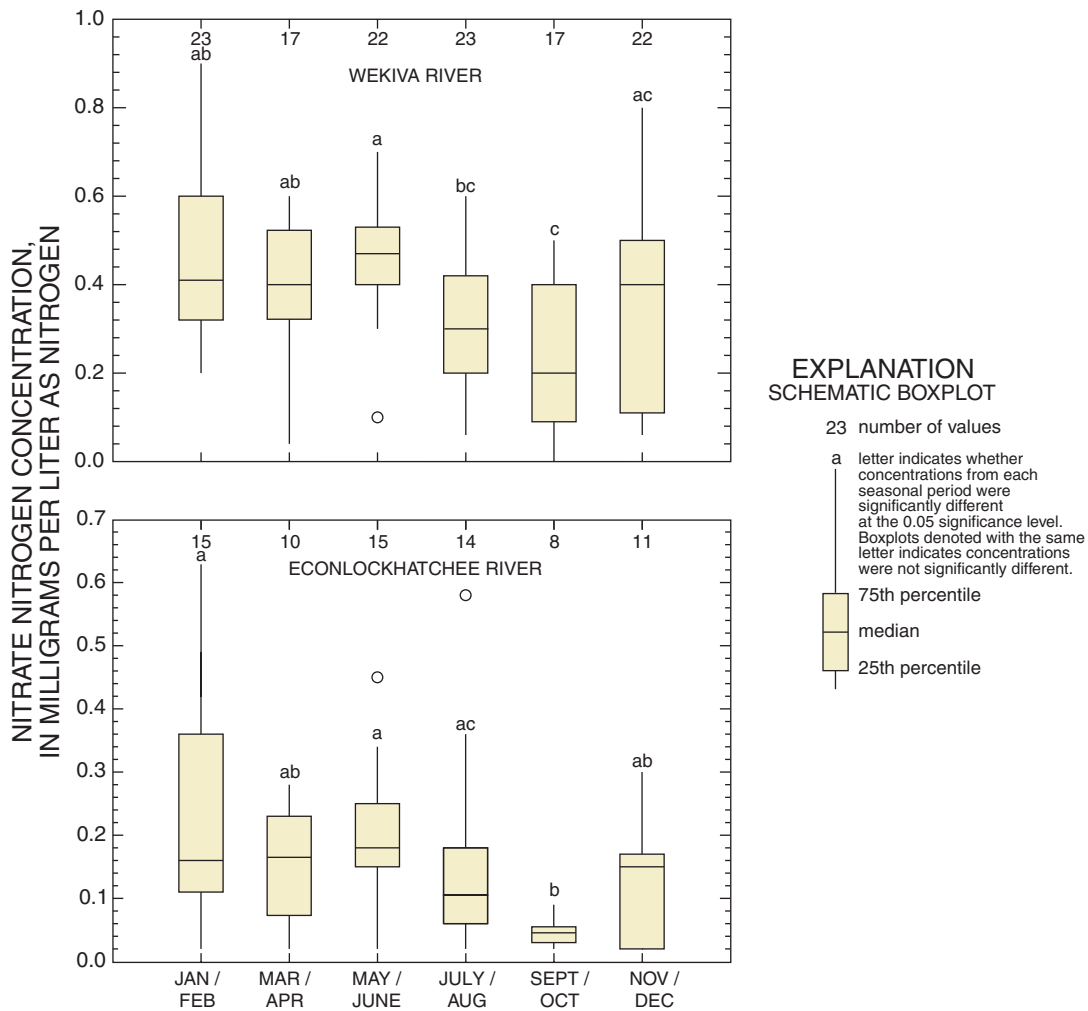 NITRATE NITROGEN CONCENTRATION,
IN MILLIGRAMS PER LITER AS NITROGEN
1.0
0.8
0.6
0.4
0.2
0.0
23 17 22 23 17 22
WEKIVA RIVER
ab ab a bc c ac
0.7
0.6
0.5
0.4
0.3
0.2
0.1
0.0
15 10 15 14 8 11
ECONLOCKHATCHEE RIVER
a ab a ac b ab
JAN / MAR / MAY / JULY / SEPT / NOV /
FEB APR JUNE AUG OCT DEC
EXPLANATION
SCHEMATIC BOXPLOT
23 number of values
a letter indicates whether
concentrations from each
seasonal period were
significantly different
at the 0.05 significance level.
Boxplots denoted with the same
letter indicates concentrations
were not significantly different.
75th percentile
median
25th percentile